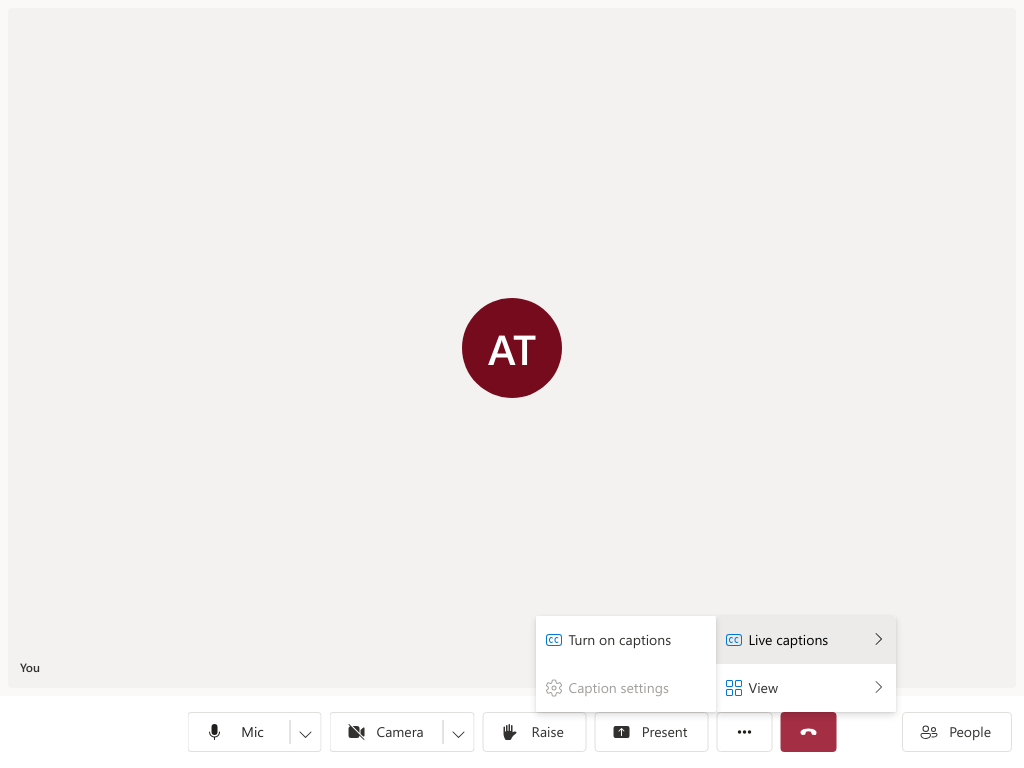 AT
You
CC Turn on captions
CC Live captions
Caption settings
View
Mic
Camera
Raise
Present
People